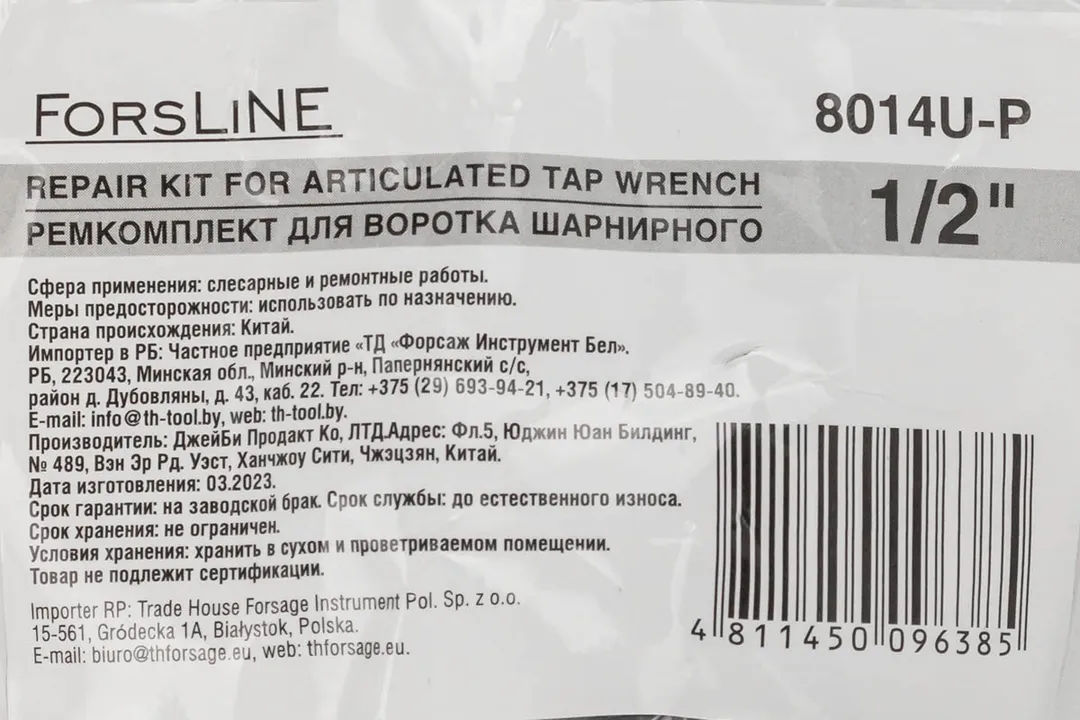 FORSLINE
8014U-P
REPAIR KIT FOR ARTICULATED TAP WRENCH
РЕМКОМПЛЕКТ ДЛЯ ВОРОТКА ШАРНИРНОГО
1/2"
Сфера применения: слесарные и ремонтные работы.
Меры предосторожности: использовать по назначению.
Страна происхождения: Китай.
Импортер в РБ: Частное предприятие «ТД «Форсаж Инструмент Бел».
РБ, 223043, Минская обл., Минский р-н, Папернянский с/с,
район д. Дубовляны, д. 43, каб. 22. Тел: +375 (29) 693-94-21, +375 (17) 504-89-40.
E-mail: info@th-tool.by, web: th-tool.by.
Производитель: ДжейБи Продакт Ко, ЛТД.Адрес: Фл.5, Юджин Юан Билдинг,
№ 489, Вэн Эр Рд. Уэст, Ханчжоу Сити, Чжэцзян, Китай.
Дата изготовления: 03.2023.
Срок гарантии: на заводской брак. Срок службы: до естественного износа.
Срок хранения: не ограничен.
Условия хранения: хранить в сухом и проветриваемом помещении.
Товар не подлежит сертификации.
Importer RP: Trade House Forsage Instrument Pol. Sp. z o.o.
15-561, Gródecka 1A, Białystok, Polska.
E-mail: biuro@thforsage.eu, web: thforsage.eu.
4 811450 096385